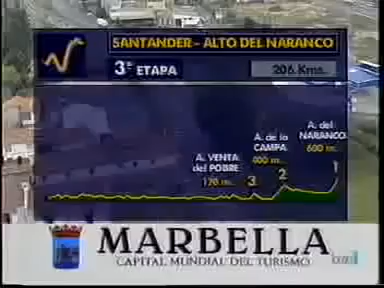 SANTANDER - ALTO DEL NARANCO
3ª ETAPA
206 Kms.
A. del
NARANCO
600 m.
A. de la
CAMPA
400 m.
A. VENTA
del POBRE
120 m.
3
2
1
MARBELLA
CAPITAL MUNDIAL DEL TURISMO